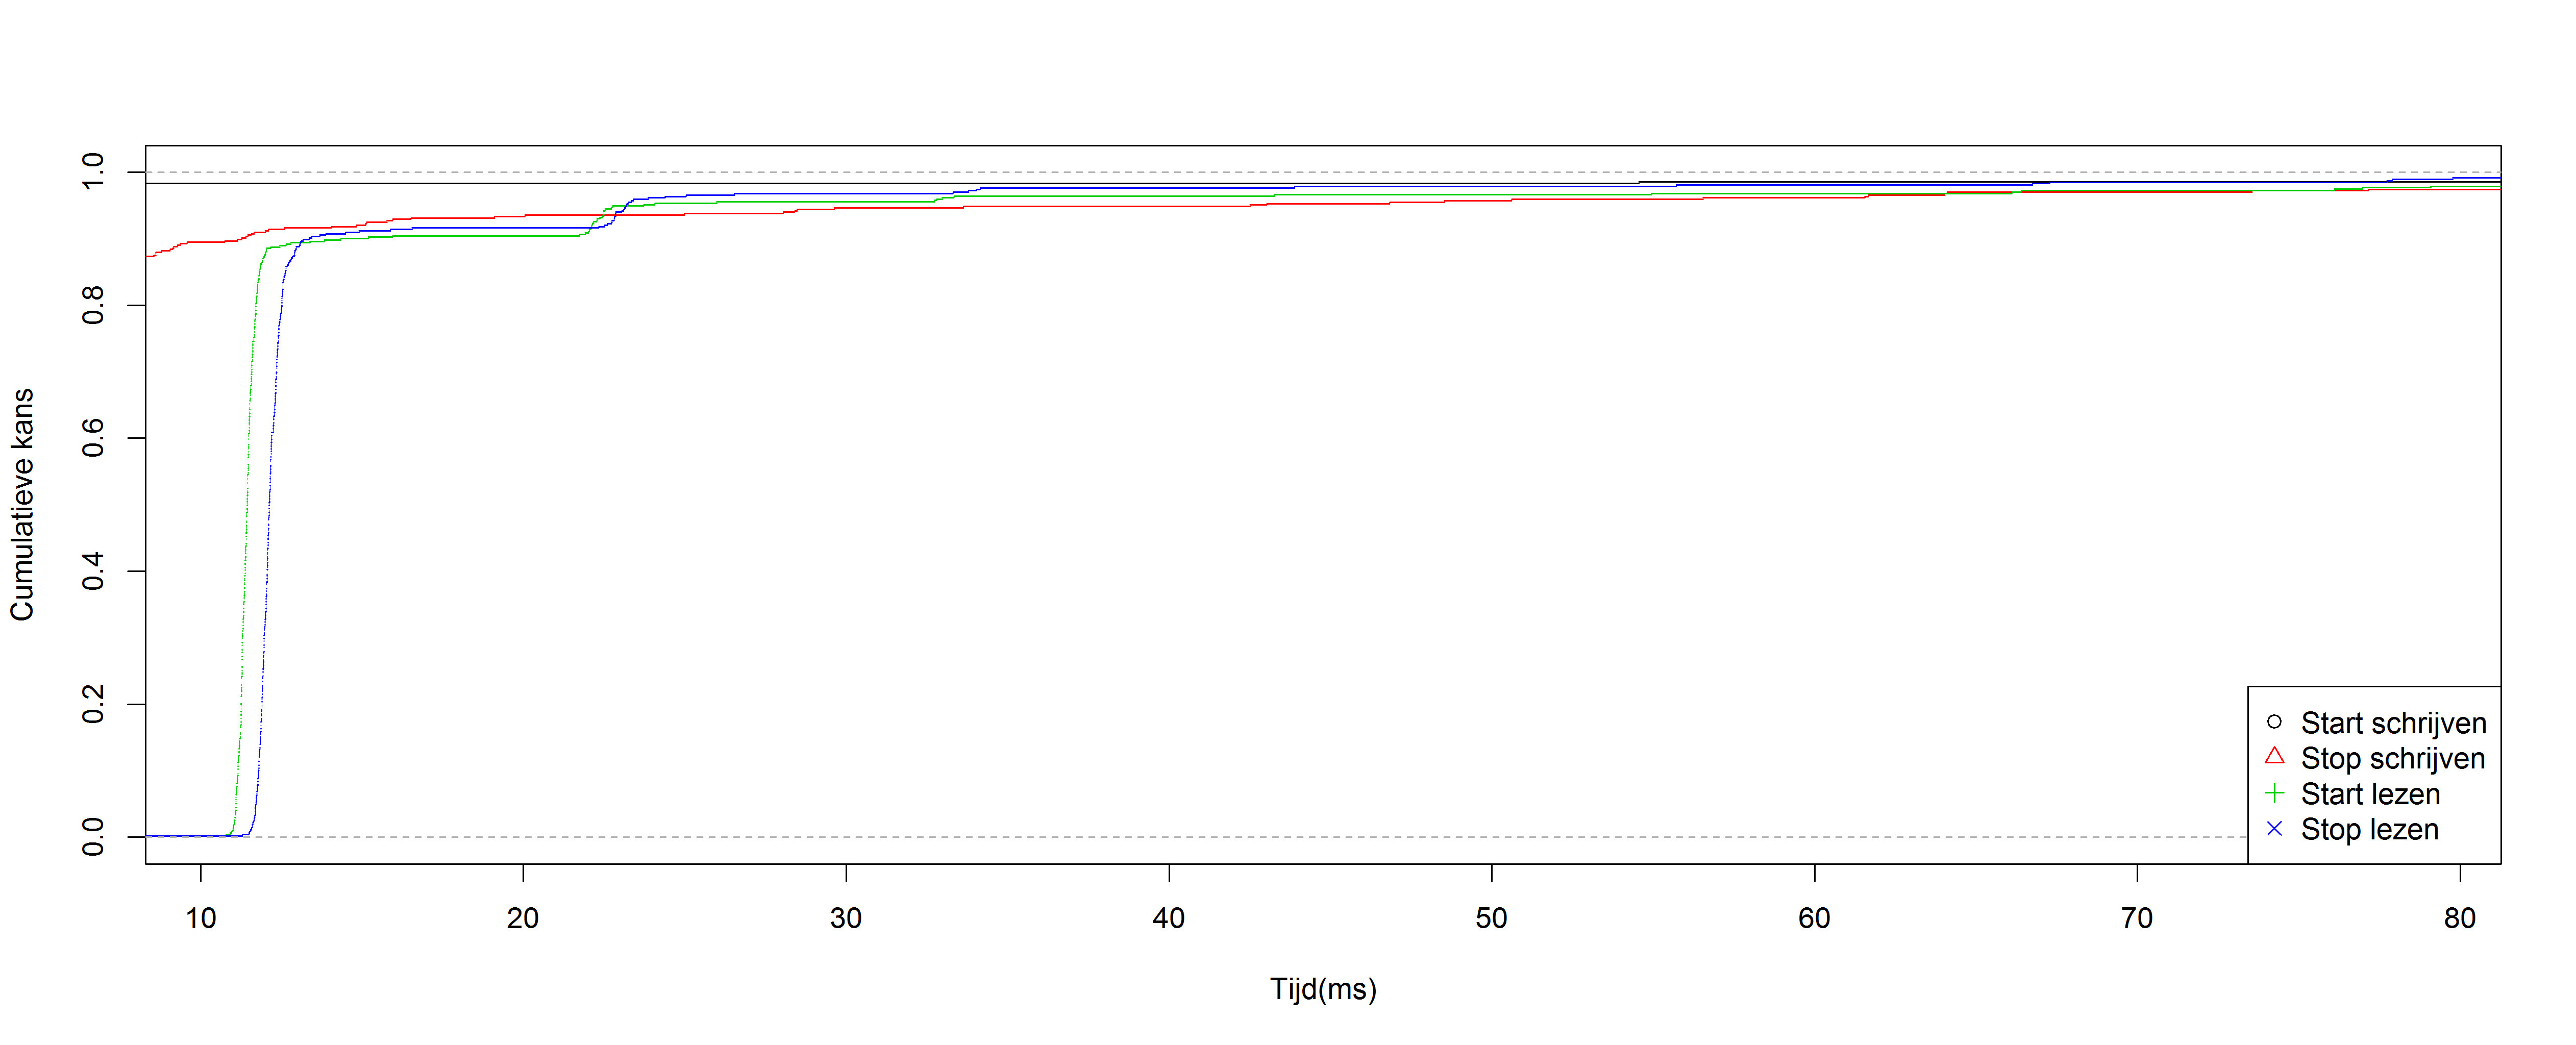 1.0
0.8
0.6
0.4
0.2
0.0
Cumulatieve kans
10 20 30 40 50 60 70 80
Tijd(ms)
Start schrijven
Stop schrijven
Start lezen
Stop lezen